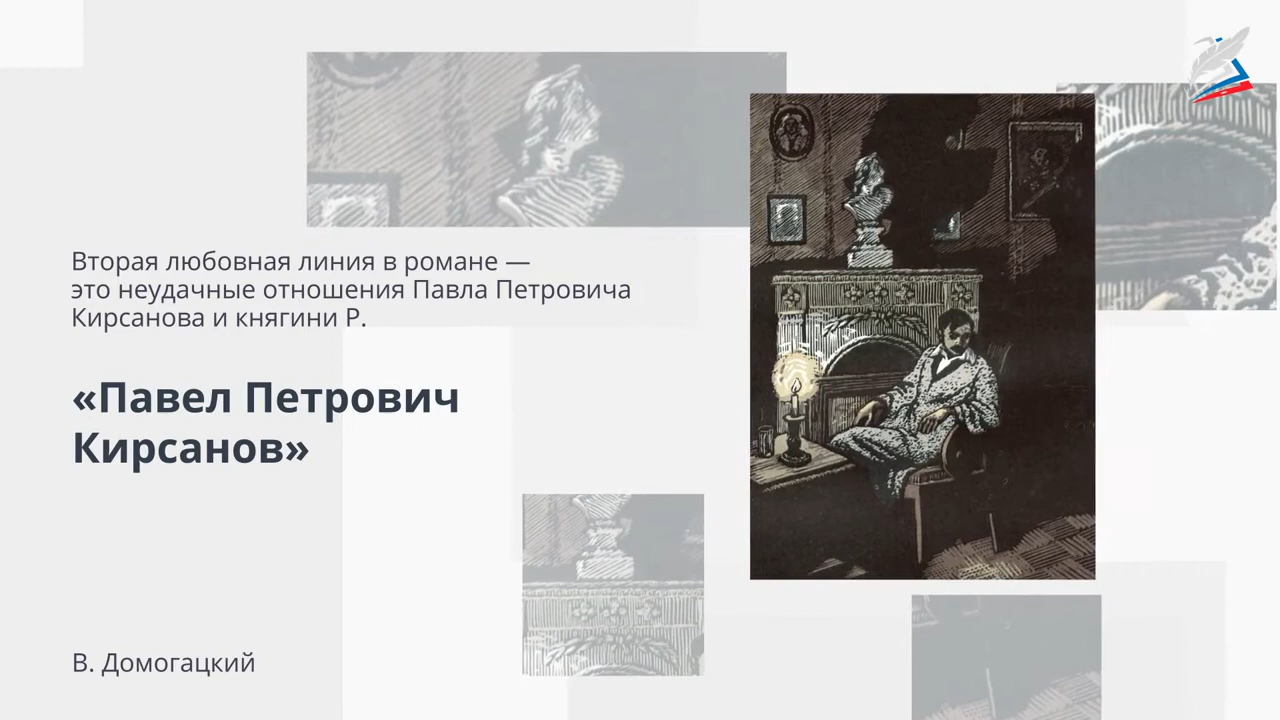 Вторая любовная линия в романе —
это неудачные отношения Павла Петровича
Кирсанова и княгини Р.
«Павел Петрович
Кирсанов»
В. Домогацкий